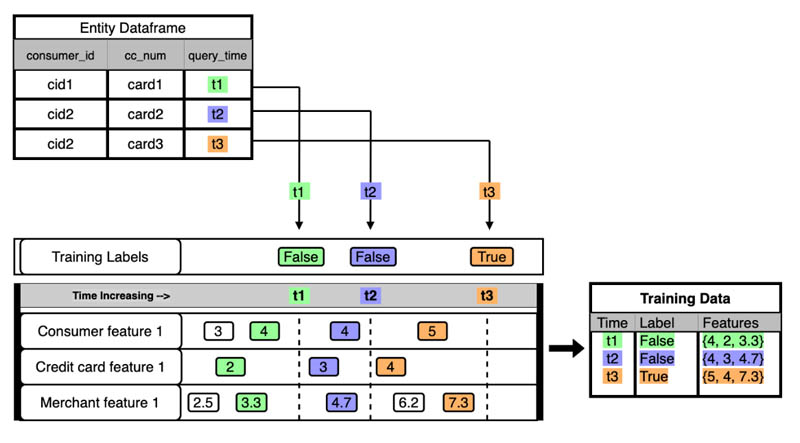 Entity Dataframe
consumer_id cc_num query_time
cid1 card1 t1
cid2 card2 t2
cid2 card3 t3
t1 t2 t3
Training Labels False False True
Time Increasing --> t1 t2 t3
Consumer feature 1 3 4 4 5
Credit card feature 1 2 3 4
Merchant feature 1 2.5 3.3 4.7 6.2 7.3
Training Data
Time Label Features
t1 False {4, 2, 3.3}
t2 False {4, 3, 4.7}
t3 True {5, 4, 7.3}